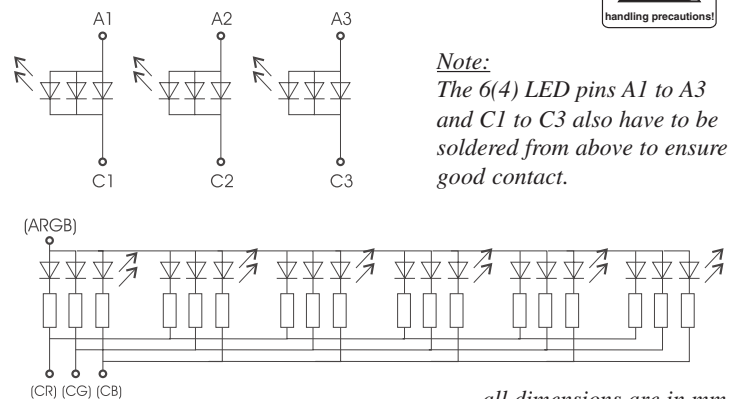 handling precautions!
A1 A2 A3
Note:
The 6(4) LED pins A1 to A3
and C1 to C3 also have to be
soldered from above to ensure
good contact.
C1 C2 C3
(ARGB)
(CR) (CG) (CB)
all dimensions are in mm